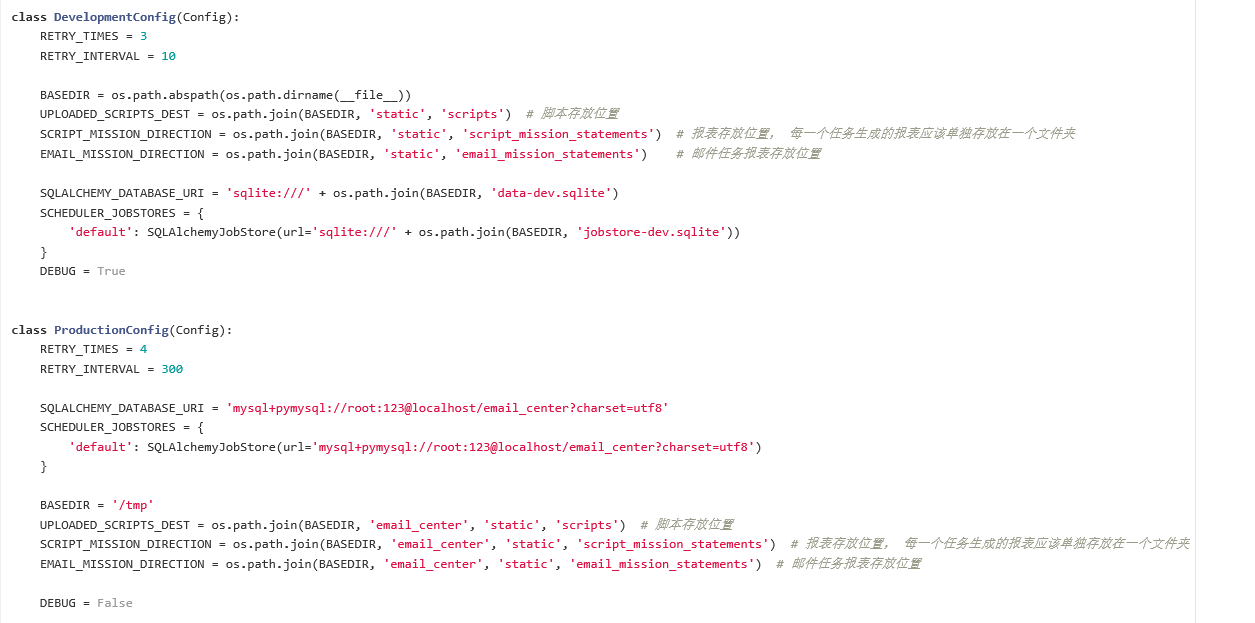 class DevelopmentConfig(Config):
    RETRY_TIMES = 3
    RETRY_INTERVAL = 10

    BASEDIR = os.path.abspath(os.path.dirname(__file__))
    UPLOADED_SCRIPTS_DEST = os.path.join(BASEDIR, 'static', 'scripts')  # 脚本存放位置
    SCRIPT_MISSION_DIRECTION = os.path.join(BASEDIR, 'static', 'script_mission_statements')  # 报表存放位置， 每一个任务生成的报表应该单独存放在一个文件夹
    EMAIL_MISSION_DIRECTION = os.path.join(BASEDIR, 'static', 'email_mission_statements')    # 邮件任务报表存放位置

    SQLALCHEMY_DATABASE_URI = 'sqlite:///' + os.path.join(BASEDIR, 'data-dev.sqlite')
    SCHEDULER_JOBSTORES = {
        'default': SQLAlchemyJobStore(url='sqlite:///' + os.path.join(BASEDIR, 'jobstore-dev.sqlite'))
    }
    DEBUG = True


class ProductionConfig(Config):
    RETRY_TIMES = 4
    RETRY_INTERVAL = 300

    SQLALCHEMY_DATABASE_URI = 'mysql+pymysql://root:123@localhost/email_center?charset=utf8'
    SCHEDULER_JOBSTORES = {
        'default': SQLAlchemyJobStore(url='mysql+pymysql://root:123@localhost/email_center?charset=utf8')
    }

    BASEDIR = '/tmp'
    UPLOADED_SCRIPTS_DEST = os.path.join(BASEDIR, 'email_center', 'static', 'scripts')  # 脚本存放位置
    SCRIPT_MISSION_DIRECTION = os.path.join(BASEDIR, 'email_center', 'static', 'script_mission_statements')  # 报表存放位置， 每一个任务生成的报表应该单独存放在一个文件夹
    EMAIL_MISSION_DIRECTION = os.path.join(BASEDIR, 'email_center', 'static', 'email_mission_statements')  # 邮件任务报表存放位置

    DEBUG = False